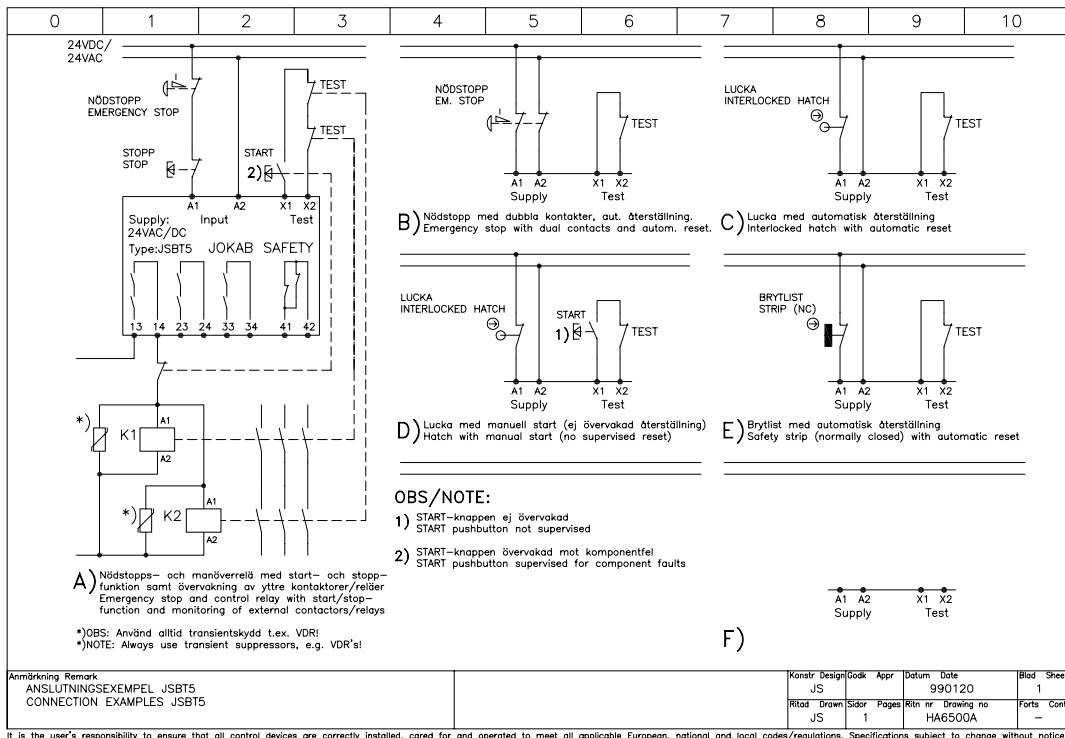 0 1 2 3 4 5 6 7 8 9 10
24VDC/
24VAC
NÖDSTOPP
EMERGENCY STOP
TEST
TEST
STOPP
STOP
START
2)
A1 A2 X1 X2
Supply: Input Test
24VAC/DC
Type:JSBT5 JOKAB SAFETY
13 14 23 24 33 34 41 42
*)
K1
A1
A2
*)
K2
A1
A2
A) Nödstopps- och manöverrelä med start- och stopp-
funktion samt övervakning av yttre kontaktorer/reläer
Emergency stop and control relay with start/stop-
function and monitoring of external contactors/relays
*)OBS: Använd alltid transientskydd t.ex. VDR!
*)NOTE: Always use transient suppressors, e.g. VDR's!
NÖDSTOPP
EM. STOP
TEST
A1 A2 X1 X2
Supply Test
B) Nödstopp med dubbla kontakter, aut. återställning.
Emergency stop with dual contacts and autom. reset.
LUCKA
INTERLOCKED HATCH
TEST
A1 A2 X1 X2
Supply Test
C) Lucka med automatisk återställning
Interlocked hatch with automatic reset
LUCKA
INTERLOCKED HATCH
START
1)
TEST
A1 A2 X1 X2
Supply Test
D) Lucka med manuell start (ej övervakad återställning)
Hatch with manual start (no supervised reset)
BRYTLIST
STRIP (NC)
TEST
A1 A2 X1 X2
Supply Test
E) Brytlist med automatisk återställning
Safety strip (normally closed) with automatic reset
OBS/NOTE:
1) START-knappen ej övervakad
START pushbutton not supervised
2) START-knappen övervakad mot komponentfel
START pushbutton supervised for component faults
A1 A2 X1 X2
Supply Test
F)
Anmärkning Remark
ANSLUTNINGSEXEMPEL JSBT5
CONNECTION EXAMPLES JSBT5
Konstr Design Godk Appr Datum Date Blad Shee
JS 990120 1
Ritad Drawn Sidor Pages Ritn nr Drawing no Forts Cont
JS 1 HA6500A -
It is the user's responsibility to ensure that all control devices are correctly installed, cared for and operated to meet all applicable European, national and local codes/regulations. Specifications subject to change without notice